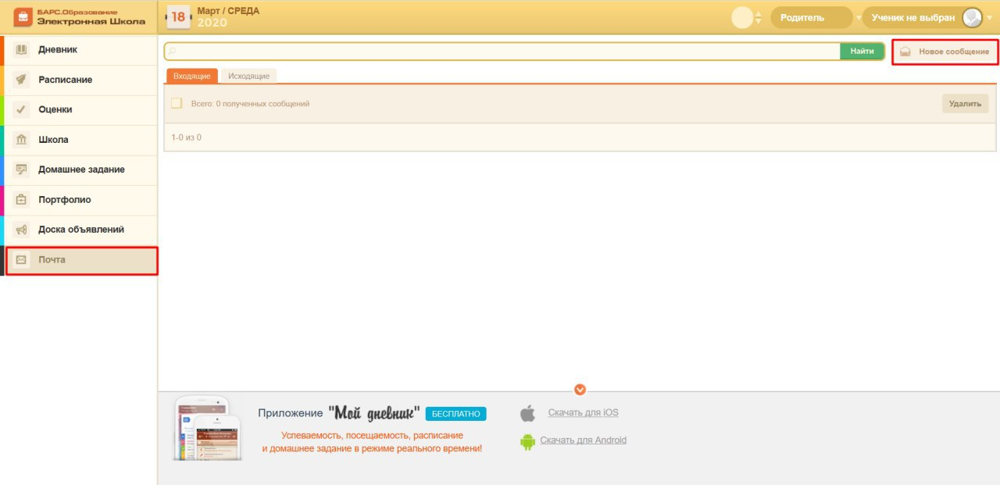 БАРС.Образование
Электронная Школа
18
Март / СРЕДА
2020
Родитель
Ученик не выбран
Дневник
Расписание
Оценки
Школа
Домашнее задание
Портфолио
Доска объявлений
Почта
Найти
Новое сообщение
Входящие
Исходящие
Всего: 0 полученных сообщений
Удалить
1-0 из 0
Приложение "Мой дневник" БЕСПЛАТНО
Успеваемость, посещаемость, расписание
и домашнее задание в режиме реального времени!
Скачать для iOS
Скачать для Android